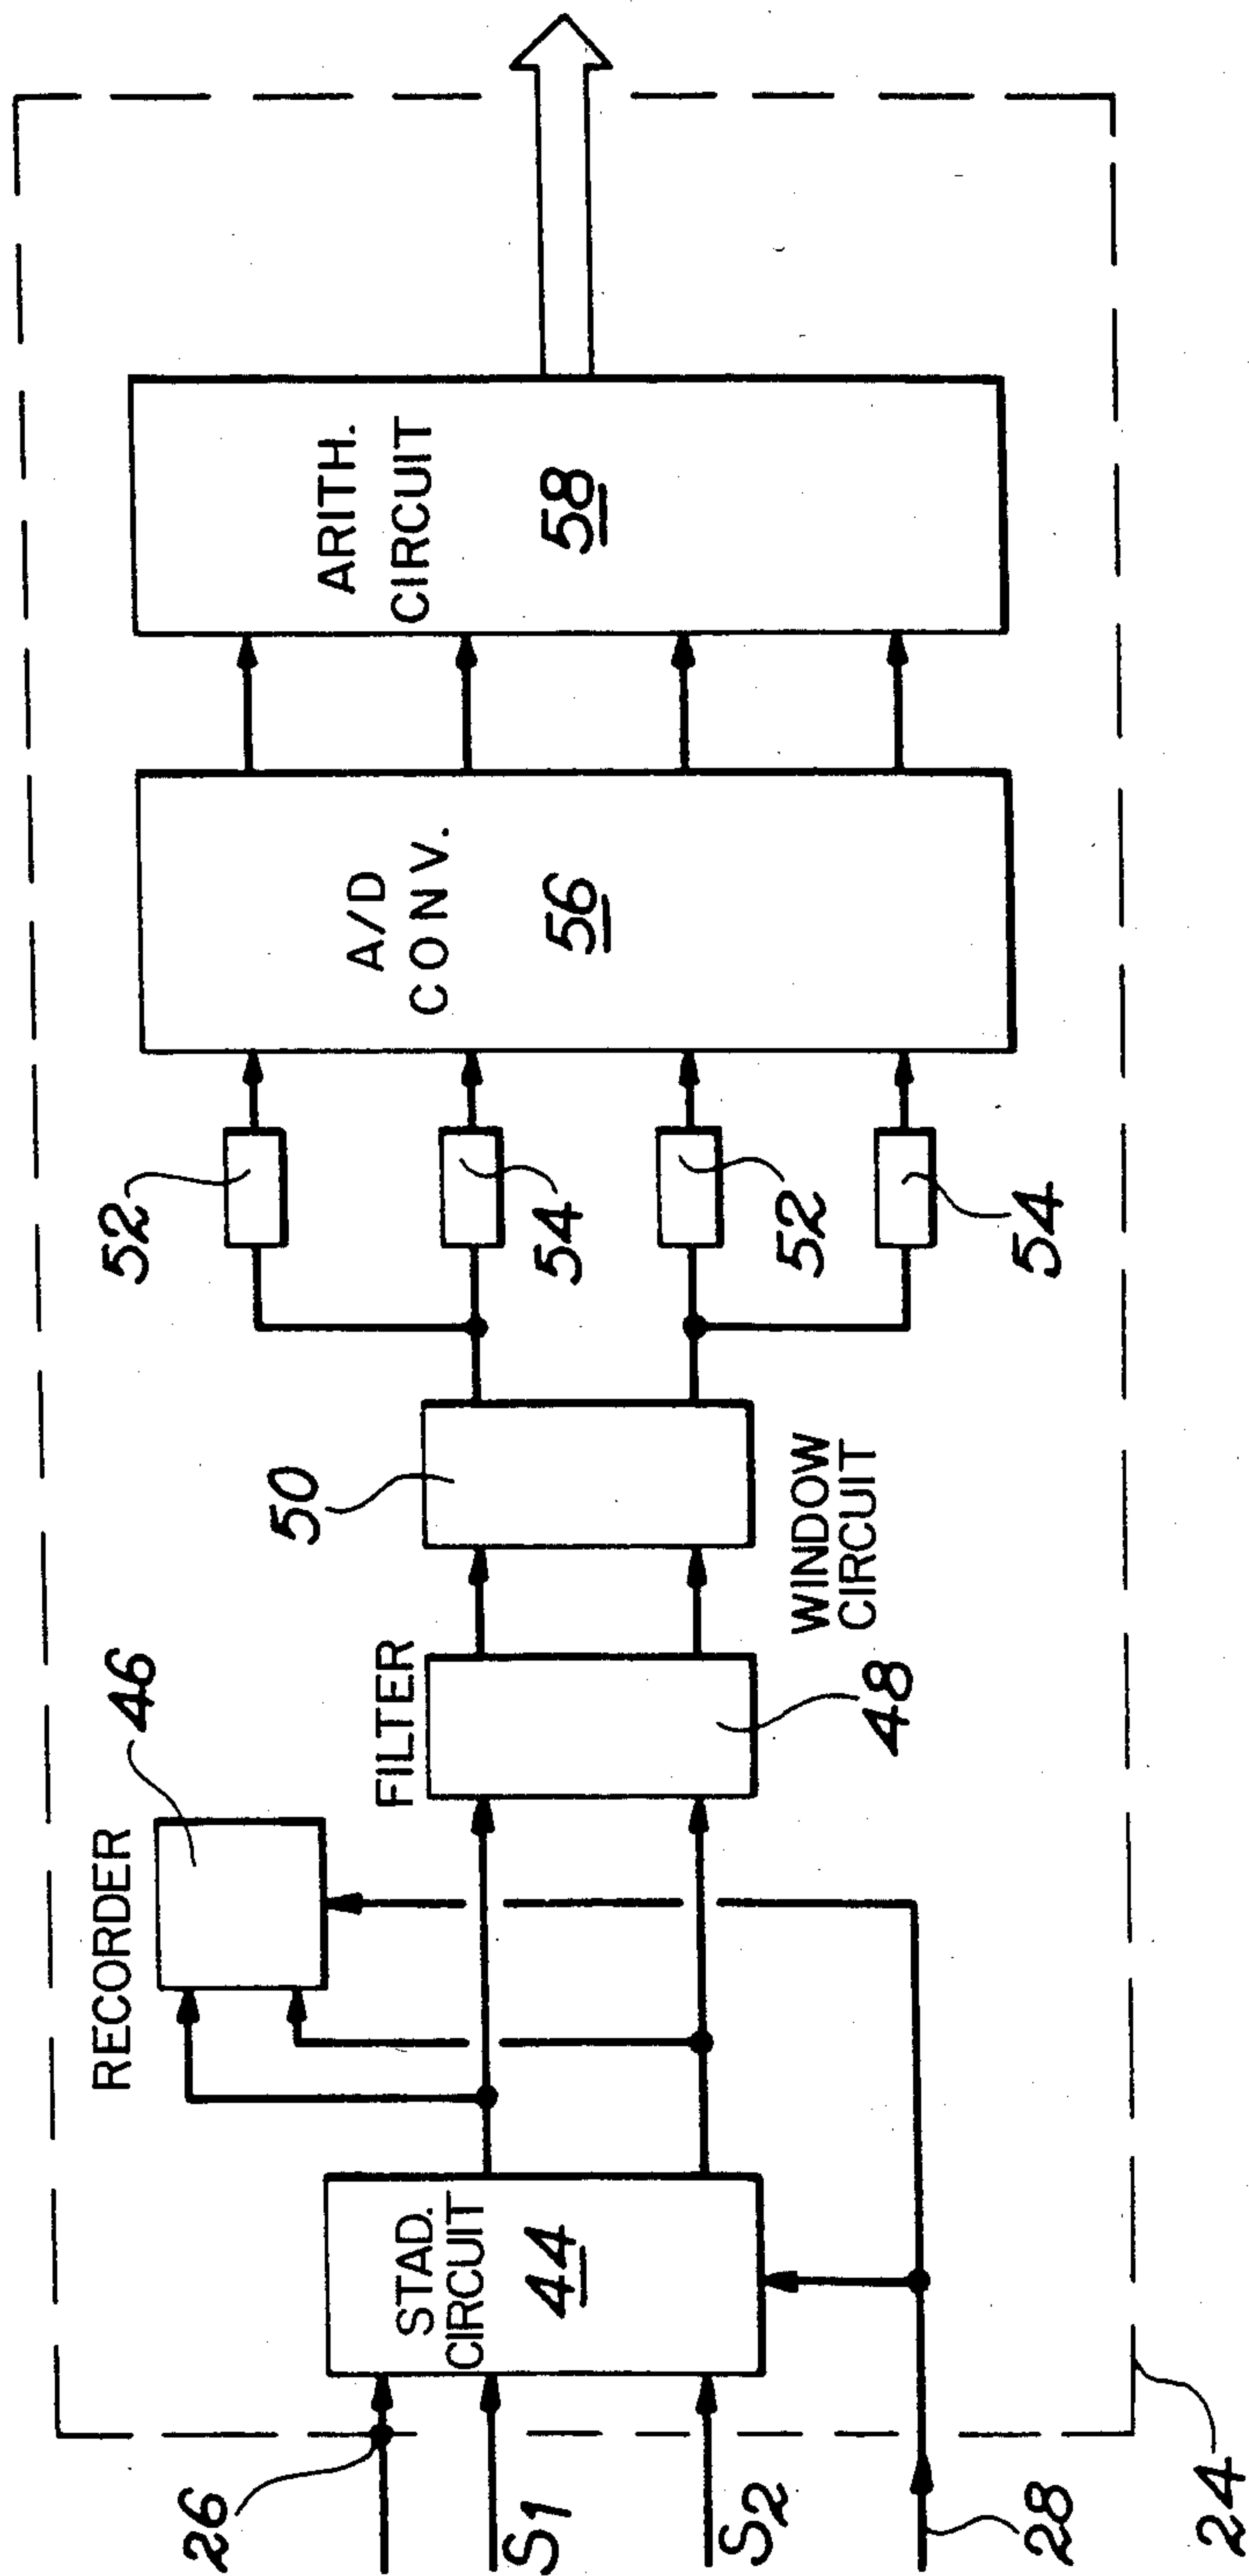 26
S1
S2
28
24
STAD.
CIRCUIT
44
RECORDER
46
FILTER
48
50
WINDOW
CIRCUIT
52
54
52
54
A/D
CONV.
56
ARITH.
CIRCUIT
58